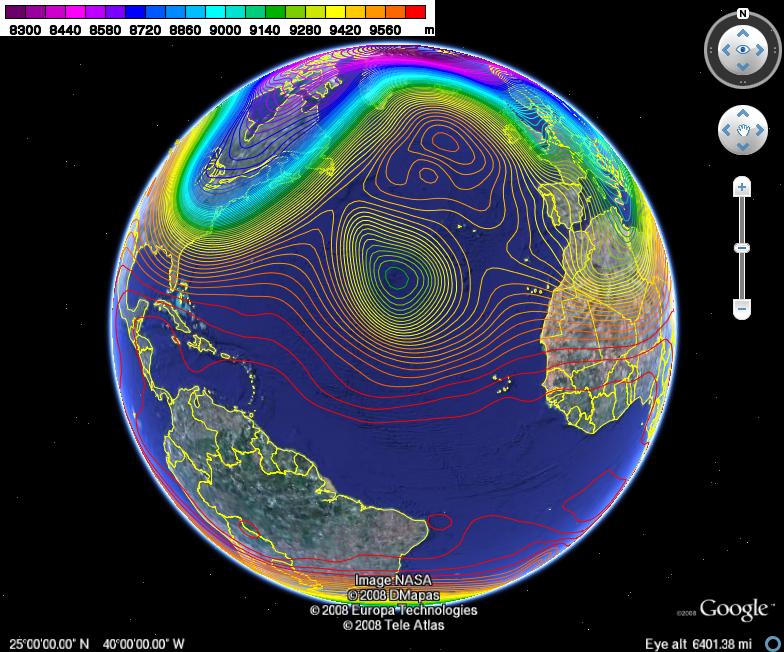 8300 8440 8580 8720 8860 9000 9140 9280 9420 9560 m
N
Image NASA
© 2008 DMapas
© 2008 Europa Technologies
© 2008 Tele Atlas
©2008 Google™
25°00'00.00" N 40°00'00.00" W
Eye alt 6401.38 mi